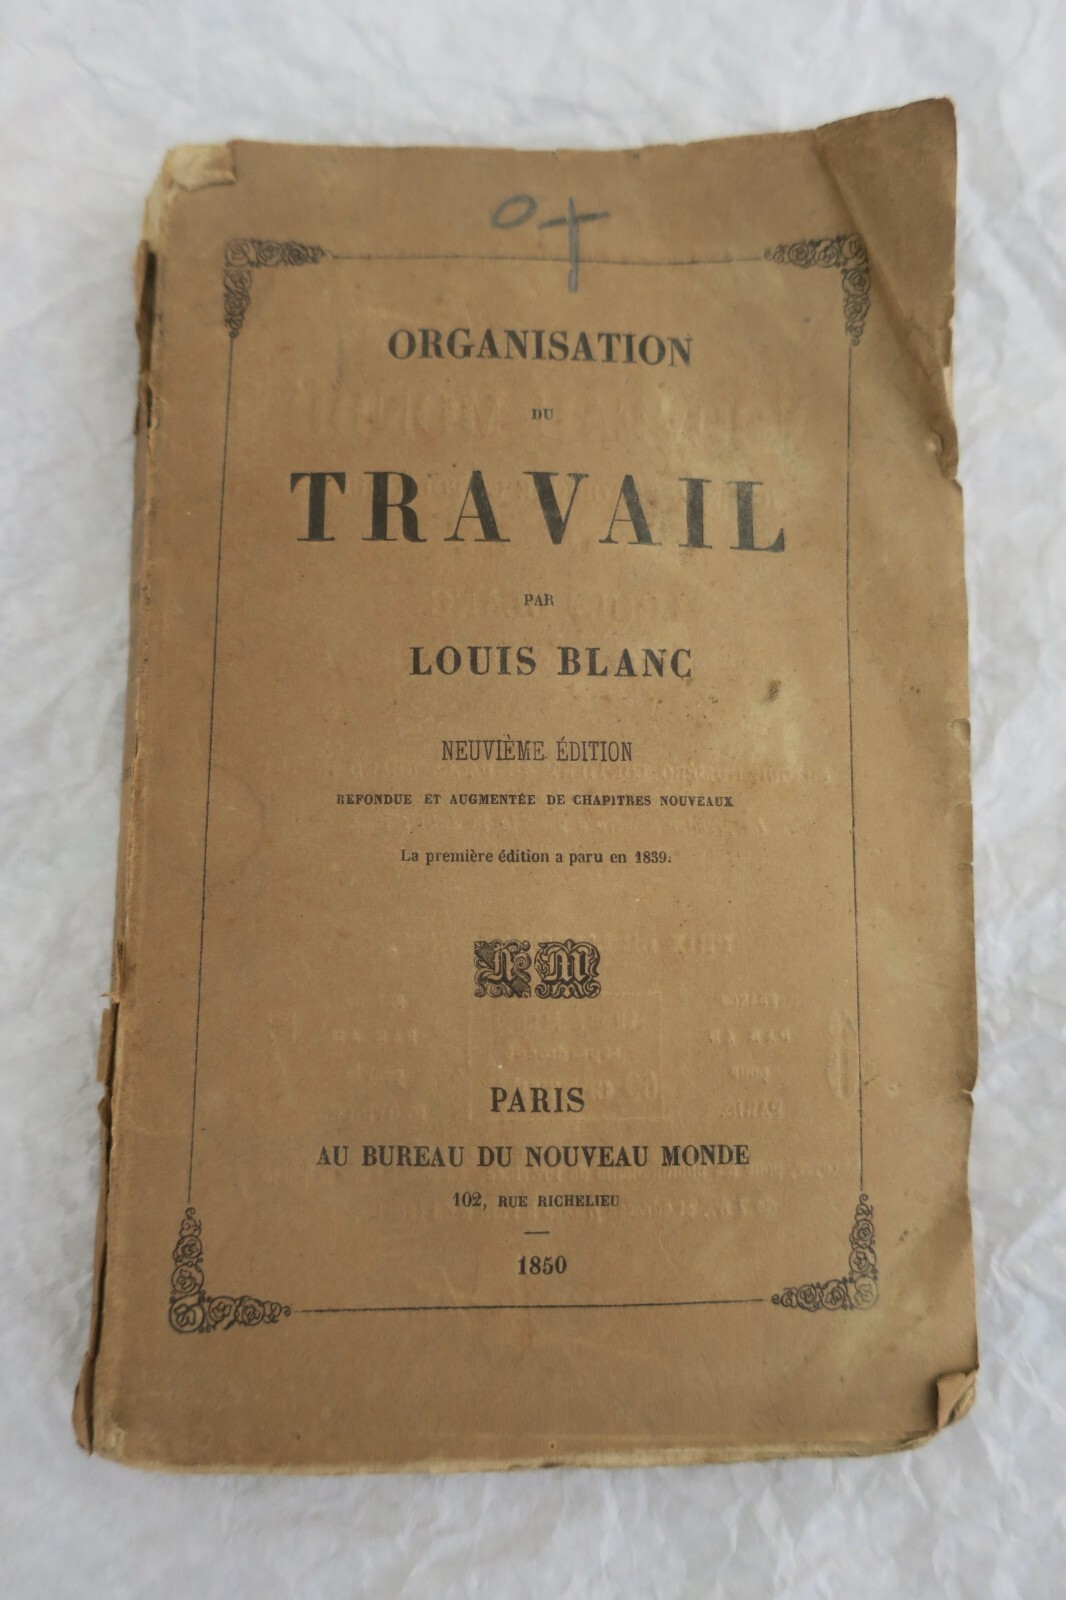 ORGANISATION
DU
TRAVAIL
PAR
LOUIS BLANC
NEUVIÈME ÉDITION
REFONDUE ET AUGMENTÉE DE CHAPITRES NOUVEAUX
La première édition a paru en 1839.
N M
PARIS
AU BUREAU DU NOUVEAU MONDE
102, RUE RICHELIEU
1850